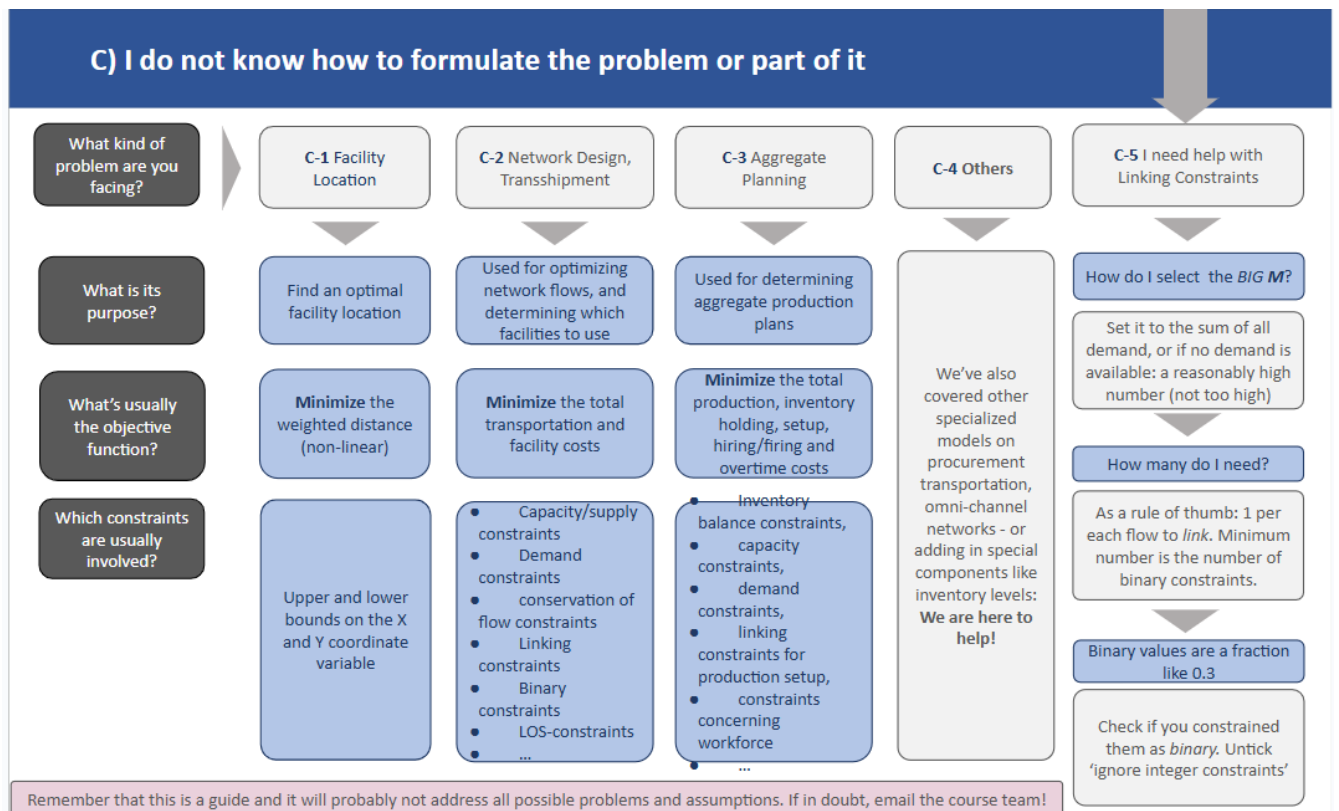 C) I do not know how to formulate the problem or part of it
What kind of
problem are you
facing?
C-1 Facility
Location
C-2 Network Design,
Transshipment
C-3 Aggregate
Planning
C-4 Others
C-5 I need help with
Linking Constraints
What is its
purpose?
Find an optimal
facility location
Used for optimizing
network flows, and
determining which
facilities to use
Used for determining
aggregate production
plans
What's usually
the objective
function?
Minimize the
weighted distance
(non-linear)
Minimize the total
transportation and
facility costs
Minimize the total
production, inventory
holding, setup,
hiring/firing and
overtime costs
Which constraints
are usually
involved?
Upper and lower
bounds on the X
and Y coordinate
variable
● Capacity/supply
constraints
● Demand
constraints
● conservation of
flow constraints
● Linking
constraints
● Binary
constraints
● LOS-constraints
● ...
● Inventory
balance constraints,
● capacity
constraints,
● demand
constraints,
● linking
constraints for
production setup,
● constraints
concerning
workforce
● ...
We've also
covered other
specialized
models on
procurement
transportation,
omni-channel
networks - or
adding in special
components like
inventory levels:
We are here to
help!
How do I select the BIG M?
Set it to the sum of all
demand, or if no demand is
available: a reasonably high
number (not too high)
How many do I need?
As a rule of thumb: 1 per
each flow to link. Minimum
number is the number of
binary constraints.
Binary values are a fraction
like 0.3
Check if you constrained
them as binary. Untick
'ignore integer constraints'
Remember that this is a guide and it will probably not address all possible problems and assumptions. If in doubt, email the course team!